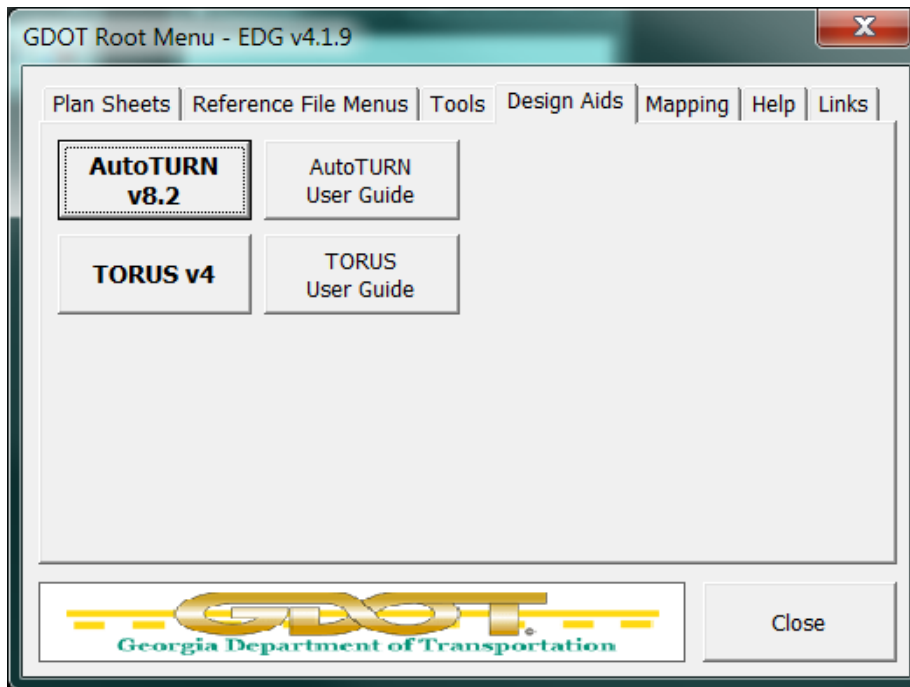 GDOT Root Menu - EDG v4.1.9
X
Plan Sheets Reference File Menus Tools Design Aids Mapping Help Links
AutoTURN
v8.2
AutoTURN
User Guide
TORUS v4
TORUS
User Guide
GDOT.
Georgia Department of Transportation
Close